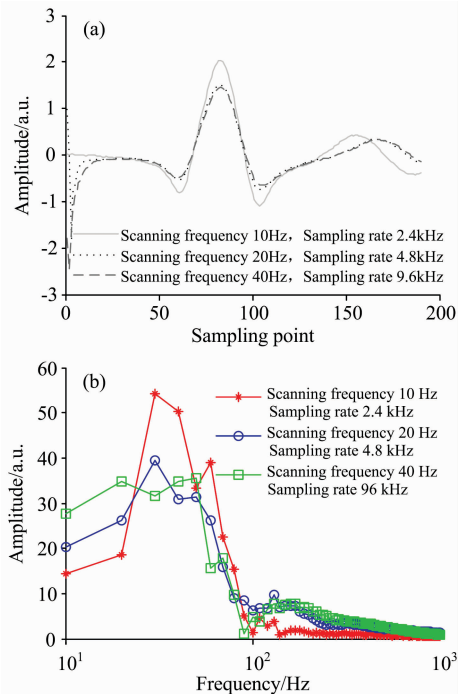 (a)
3
2
1
0
-1
-2
-3
Amplitude/a.u.
Scanning frequency 10Hz，Sampling rate 2.4kHz
Scanning frequency 20Hz，Sampling rate 4.8kHz
Scanning frequency 40Hz，Sampling rate 9.6kHz
0 50 100 150 200
Sampling point
(b)
60
50
40
30
20
10
0
Amplitude/a.u.
Scanning frequency 10 Hz
Sampling rate 2.4 kHz
Scanning frequency 20 Hz
Sampling rate 4.8 kHz
Scanning frequency 40 Hz
Sampling rate 96 kHz
10¹ 10² 10³
Frequency/Hz